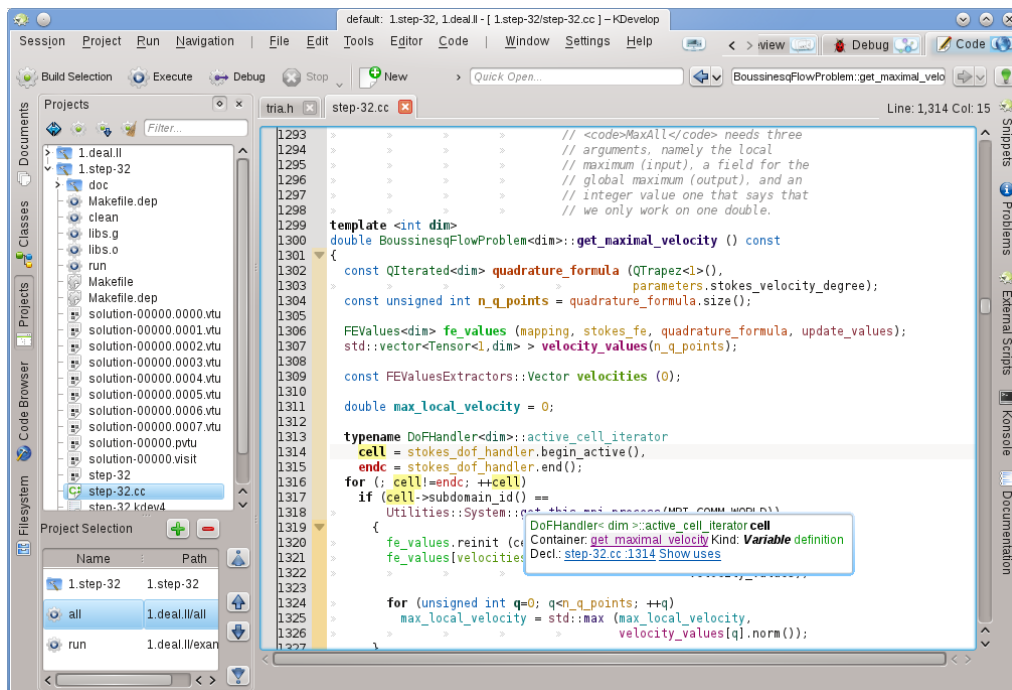 default: 1.step-32, 1.deal.II - [ 1.step-32/step-32.cc ] – KDevelop
Session Project Run Navigation | File Edit Tools Editor Code | Window Settings Help < > view Debug Code
Build Selection Execute Debug Stop New > Quick Open... BoussinesqFlowProblem::get_maximal_velo
Projects
tria.h step-32.cc Line: 1,314 Col: 15
Filter...
Documents
Classes
Projects
Code Browser
Filesystem
1.deal.II
1.step-32
doc
Makefile.dep
clean
libs.g
libs.o
run
Makefile
Makefile.dep
solution-00000.0000.vtu
solution-00000.0001.vtu
solution-00000.0002.vtu
solution-00000.0003.vtu
solution-00000.0004.vtu
solution-00000.0005.vtu
solution-00000.0006.vtu
solution-00000.0007.vtu
solution-00000.pvtu
solution-00000.visit
step-32
step-32.cc
step-32.kdev4
Project Selection
Name Path
1.step-32 1.step-32
all 1.deal.II/all
run 1.deal.II/exan
1293 // <code>MaxAll</code> needs three
1294 // arguments, namely the local
1295 // maximum (input), a field for the
1296 // global maximum (output), and an
1297 // integer value one that says that
1298 // we only work on one double.
1299 template <int dim>
1300 double BoussinesqFlowProblem<dim>::get_maximal_velocity () const
1301 {
1302 const QIterated<dim> quadrature_formula (QTrapez<1>(),
1303 parameters.stokes_velocity_degree);
1304 const unsigned int n_q_points = quadrature_formula.size();
1305
1306 FEValues<dim> fe_values (mapping, stokes_fe, quadrature_formula, update_values);
1307 std::vector<Tensor<1,dim> > velocity_values(n_q_points);
1308
1309 const FEValuesExtractors::Vector velocities (0);
1310
1311 double max_local_velocity = 0;
1312
1313 typename DoFHandler<dim>::active_cell_iterator
1314 cell = stokes_dof_handler.begin_active(),
1315 endc = stokes_dof_handler.end();
1316 for (; cell!=endc; ++cell)
1317 if (cell->subdomain_id() ==
1318 Utilities::System::get_this_mpi_process(MPI_COMM_WORLD))
1319 {
1320 fe_values.reinit (ce
1321 fe_values[velocities
1322
1323
1324 for (unsigned int q=0; q<n_q_points; ++q)
1325 max_local_velocity = std::max (max_local_velocity,
1326 velocity_values[q].norm());
1327 }
DoFHandler< dim >::active_cell_iterator cell
Container: get_maximal_velocity Kind: Variable definition
Decl.: step-32.cc :1314 Show uses
Snippets
Problems
External Scripts
Konsole
Documentation